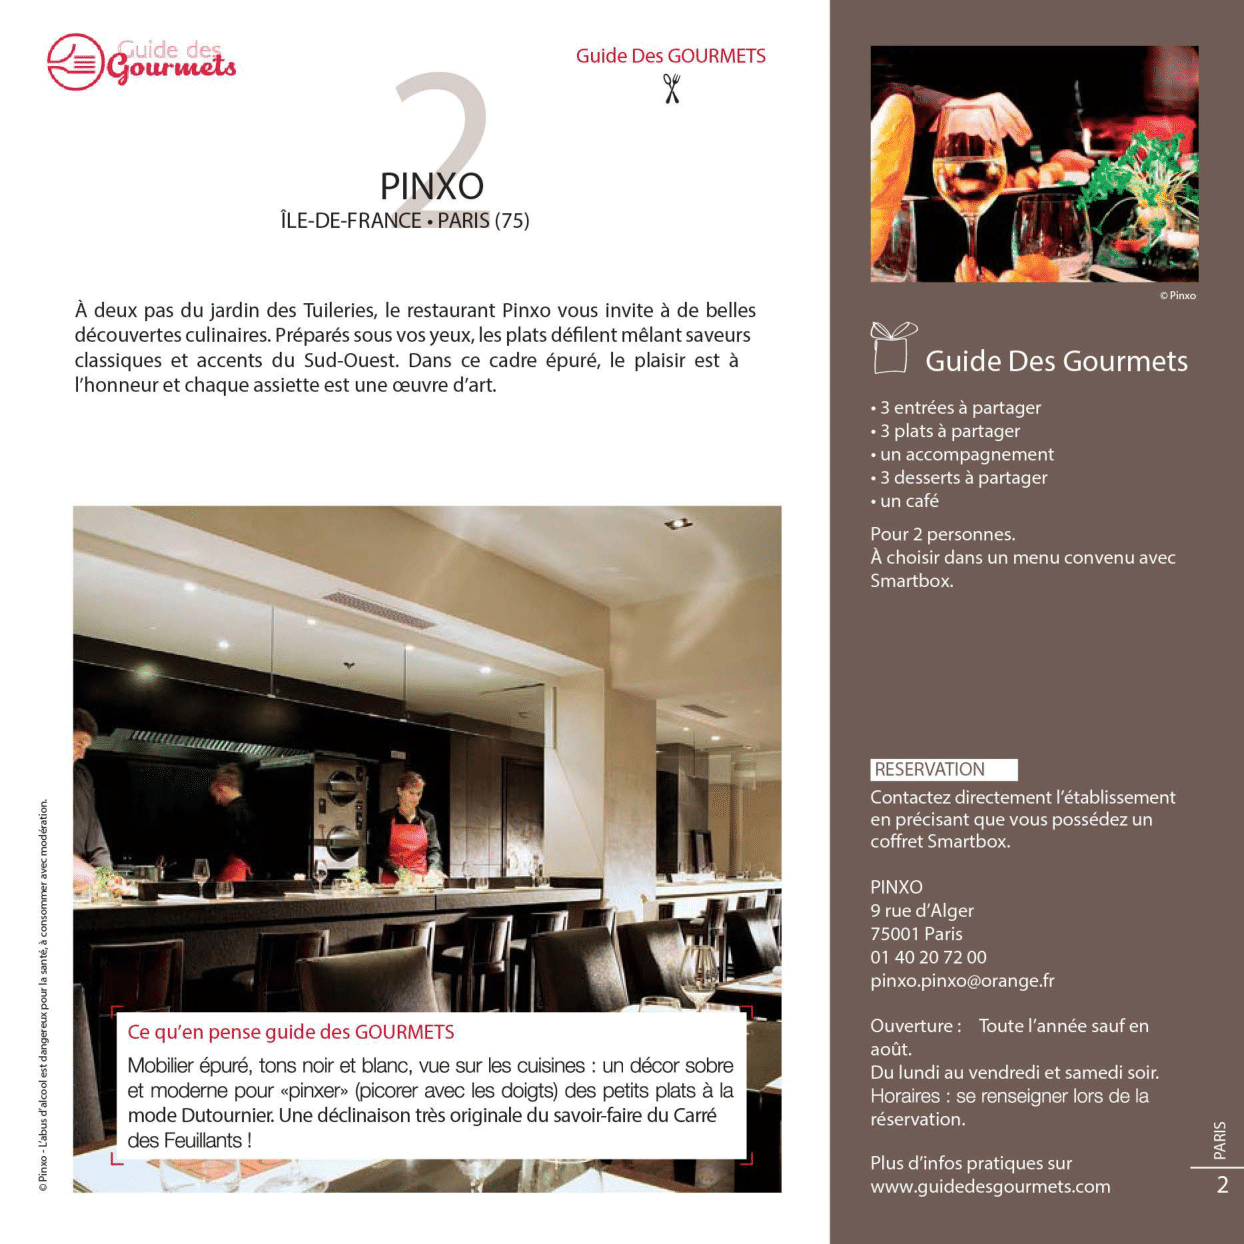 Guide des
Gourmets
Guide Des GOURMETS
2
PINXO
ÎLE-DE-FRANCE • PARIS (75)
À deux pas du jardin des Tuileries, le restaurant Pinxo vous invite à de belles
découvertes culinaires. Préparés sous vos yeux, les plats défilent mêlant saveurs
classiques et accents du Sud-Ouest. Dans ce cadre épuré, le plaisir est à
l'honneur et chaque assiette est une œuvre d'art.
Ce qu'en pense guide des GOURMETS
Mobilier épuré, tons noir et blanc, vue sur les cuisines : un décor sobre
et moderne pour «pinxer» (picorer avec les doigts) des petits plats à la
mode Dutournier. Une déclinaison très originale du savoir-faire du Carré
des Feuillants !
© Pinxo - L'abus d'alcool est dangereux pour la santé, à consommer avec modération.
© Pinxo
Guide Des Gourmets
• 3 entrées à partager
• 3 plats à partager
• un accompagnement
• 3 desserts à partager
• un café
Pour 2 personnes.
À choisir dans un menu convenu avec
Smartbox.
RESERVATION
Contactez directement l'établissement
en précisant que vous possédez un
coffret Smartbox.
PINXO
9 rue d'Alger
75001 Paris
01 40 20 72 00
pinxo.pinxo@orange.fr
Ouverture : Toute l'année sauf en
août.
Du lundi au vendredi et samedi soir.
Horaires : se renseigner lors de la
réservation.
Plus d'infos pratiques sur
www.guidedesgourmets.com
PARIS
2